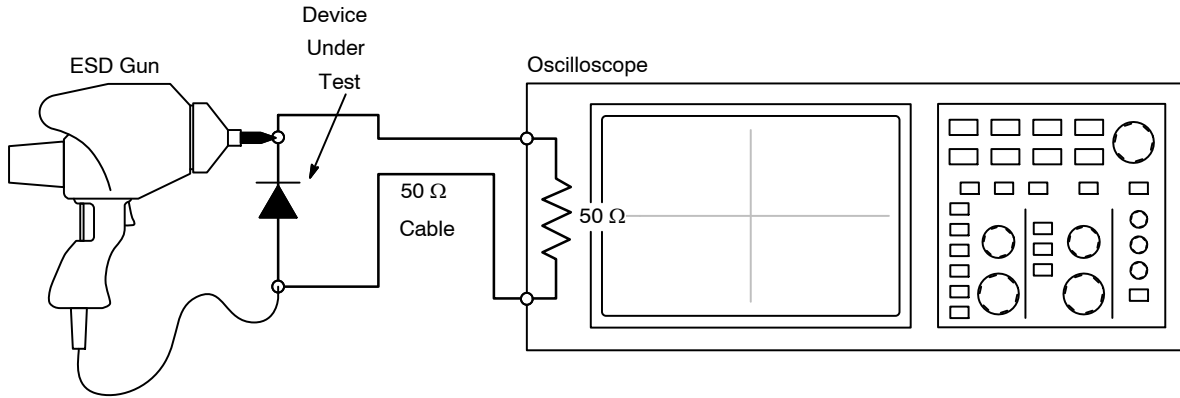 Device
Under
Test
ESD Gun
Oscilloscope
50 Ω
Cable
50 Ω